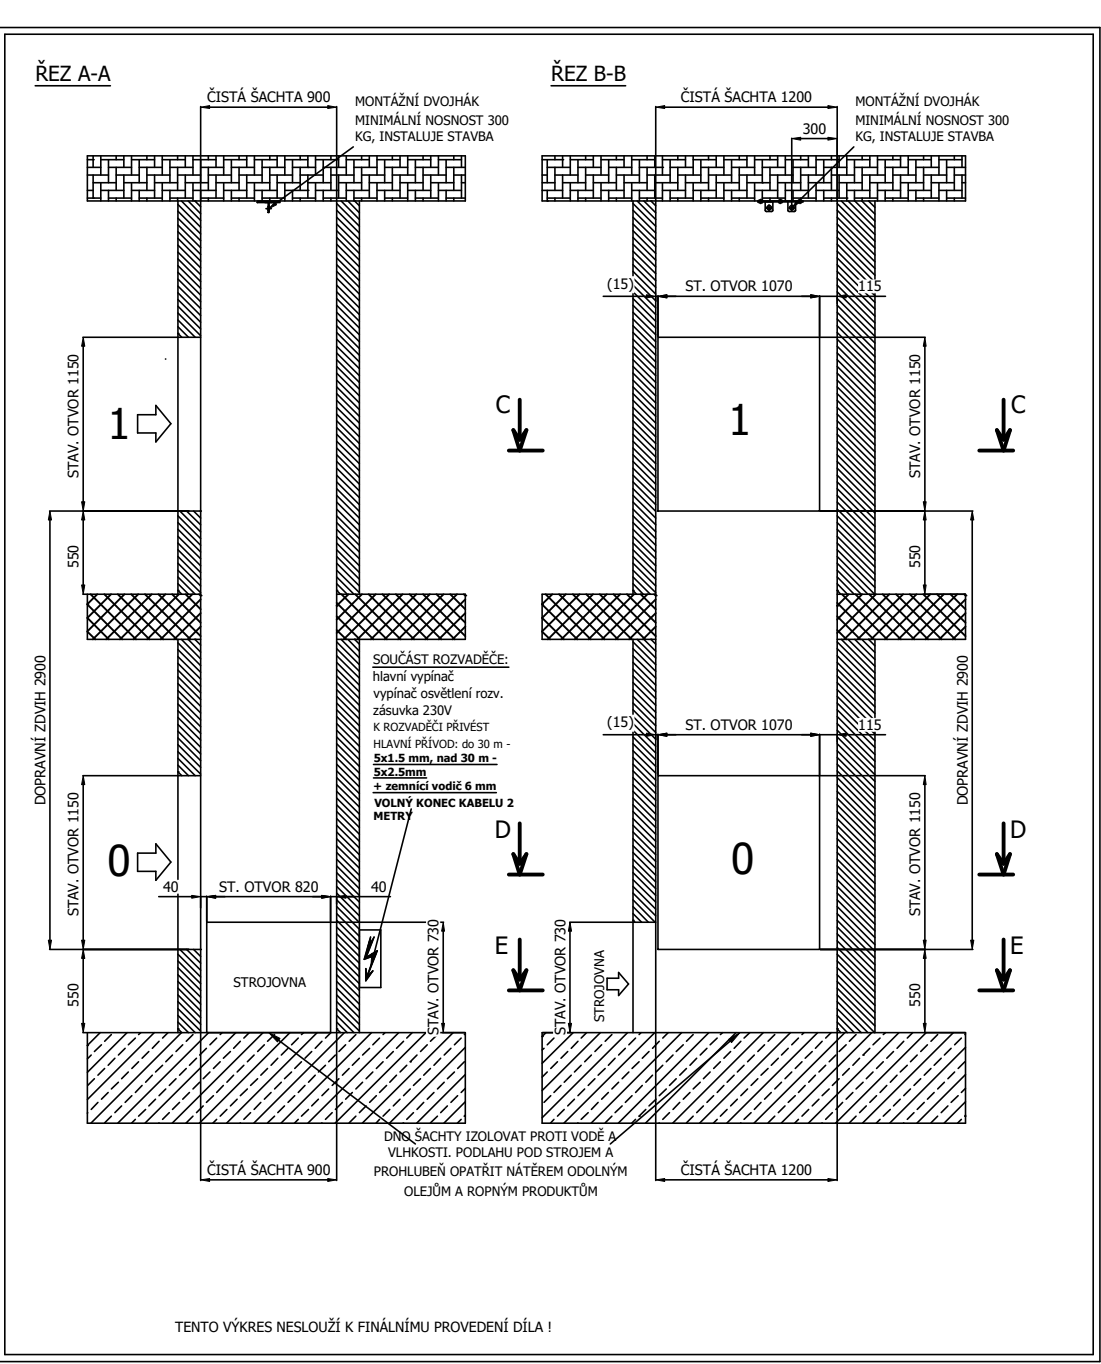 ŘEZ A-A
ČISTÁ ŠACHTA 900
MONTÁŽNÍ DVOJHÁK
MINIMÁLNÍ NOSNOST 300
KG, INSTALUJE STAVBA
STAV. OTVOR 1150
1
550
DOPRAVNÍ ZDVIH 2900
SOUČÁST ROZVADĚČE:
hlavní vypínač
vypínač osvětlení rozv.
zásuvka 230V
K ROZVADĚČI PŘIVÉST
HLAVNÍ PŘÍVOD: do 30 m -
5x1.5 mm, nad 30 m -
5x2.5mm
+ zemnící vodič 6 mm
VOLNÝ KONEC KABELU 2
METRY
STAV. OTVOR 1150
0
40
ST. OTVOR 820
40
STAV. OTVOR 730
STROJOVNA
550
ČISTÁ ŠACHTA 900
ŘEZ B-B
ČISTÁ ŠACHTA 1200
MONTÁŽNÍ DVOJHÁK
MINIMÁLNÍ NOSNOST 300
KG, INSTALUJE STAVBA
300
(15)
ST. OTVOR 1070
115
C
1
STAV. OTVOR 1150
C
550
DOPRAVNÍ ZDVIH 2900
(15)
ST. OTVOR 1070
115
D
0
STAV. OTVOR 1150
D
E
STAV. OTVOR 730
STROJOVNA
550
E
DNO ŠACHTY IZOLOVAT PROTI VODĚ A
VLHKOSTI. PODLAHU POD STROJEM A
PROHLUBEŇ OPATŘIT NÁTĚREM ODOLNÝM
OLEJŮM A ROPNÝM PRODUKTŮM
ČISTÁ ŠACHTA 1200
TENTO VÝKRES NESLOUŽÍ K FINÁLNÍMU PROVEDENÍ DÍLA !